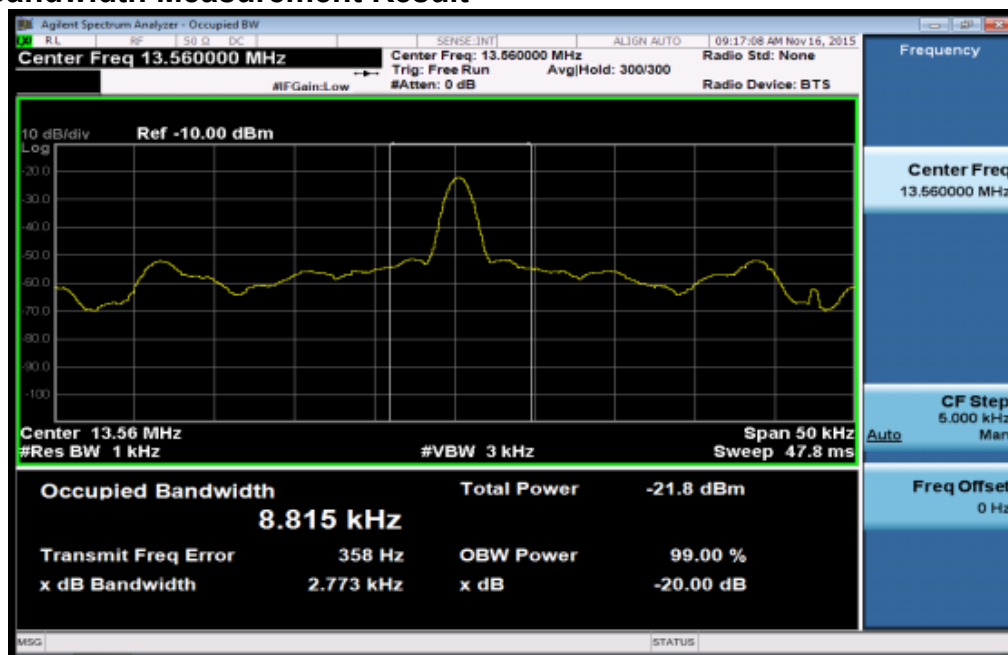 Bandwidth Measurement Result
Agilent Spectrum Analyzer - Occupied BW
RL RF 50 Ω DC SENSE:INT ALIGN AUTO 09:17:08 AM Nov 16, 2015
Center Freq 13.560000 MHz
Center Freq: 13.560000 MHz Radio Std: None
Trig: Free Run Avg|Hold: 300/300
#IFGain:Low #Atten: 0 dB Radio Device: BTS
10 dB/div Ref -10.00 dBm
Log
-20.0
-30.0
-40.0
-50.0
-60.0
-70.0
-80.0
-90.0
-100
Center 13.56 MHz Span 50 kHz
#Res BW 1 kHz #VBW 3 kHz Sweep 47.8 ms
Occupied Bandwidth Total Power -21.8 dBm
8.815 kHz
Transmit Freq Error 358 Hz OBW Power 99.00 %
x dB Bandwidth 2.773 kHz x dB -20.00 dB
MSG STATUS
Frequency
Center Freq
13.560000 MHz
CF Step
5.000 kHz
Auto Man
Freq Offset
0 Hz